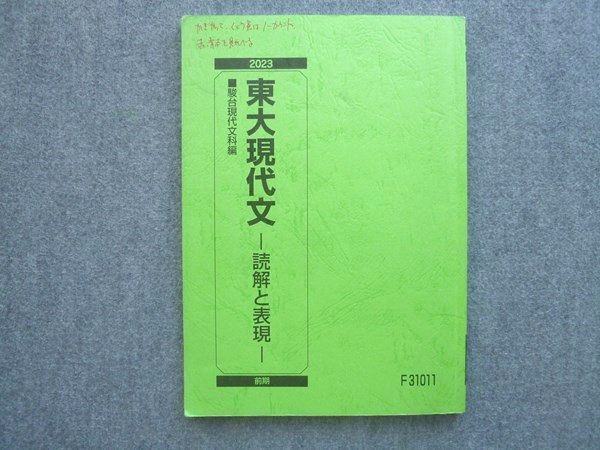 2023
東大現代文
―読解と表現―
■駿台現代文科編
前期
F31011